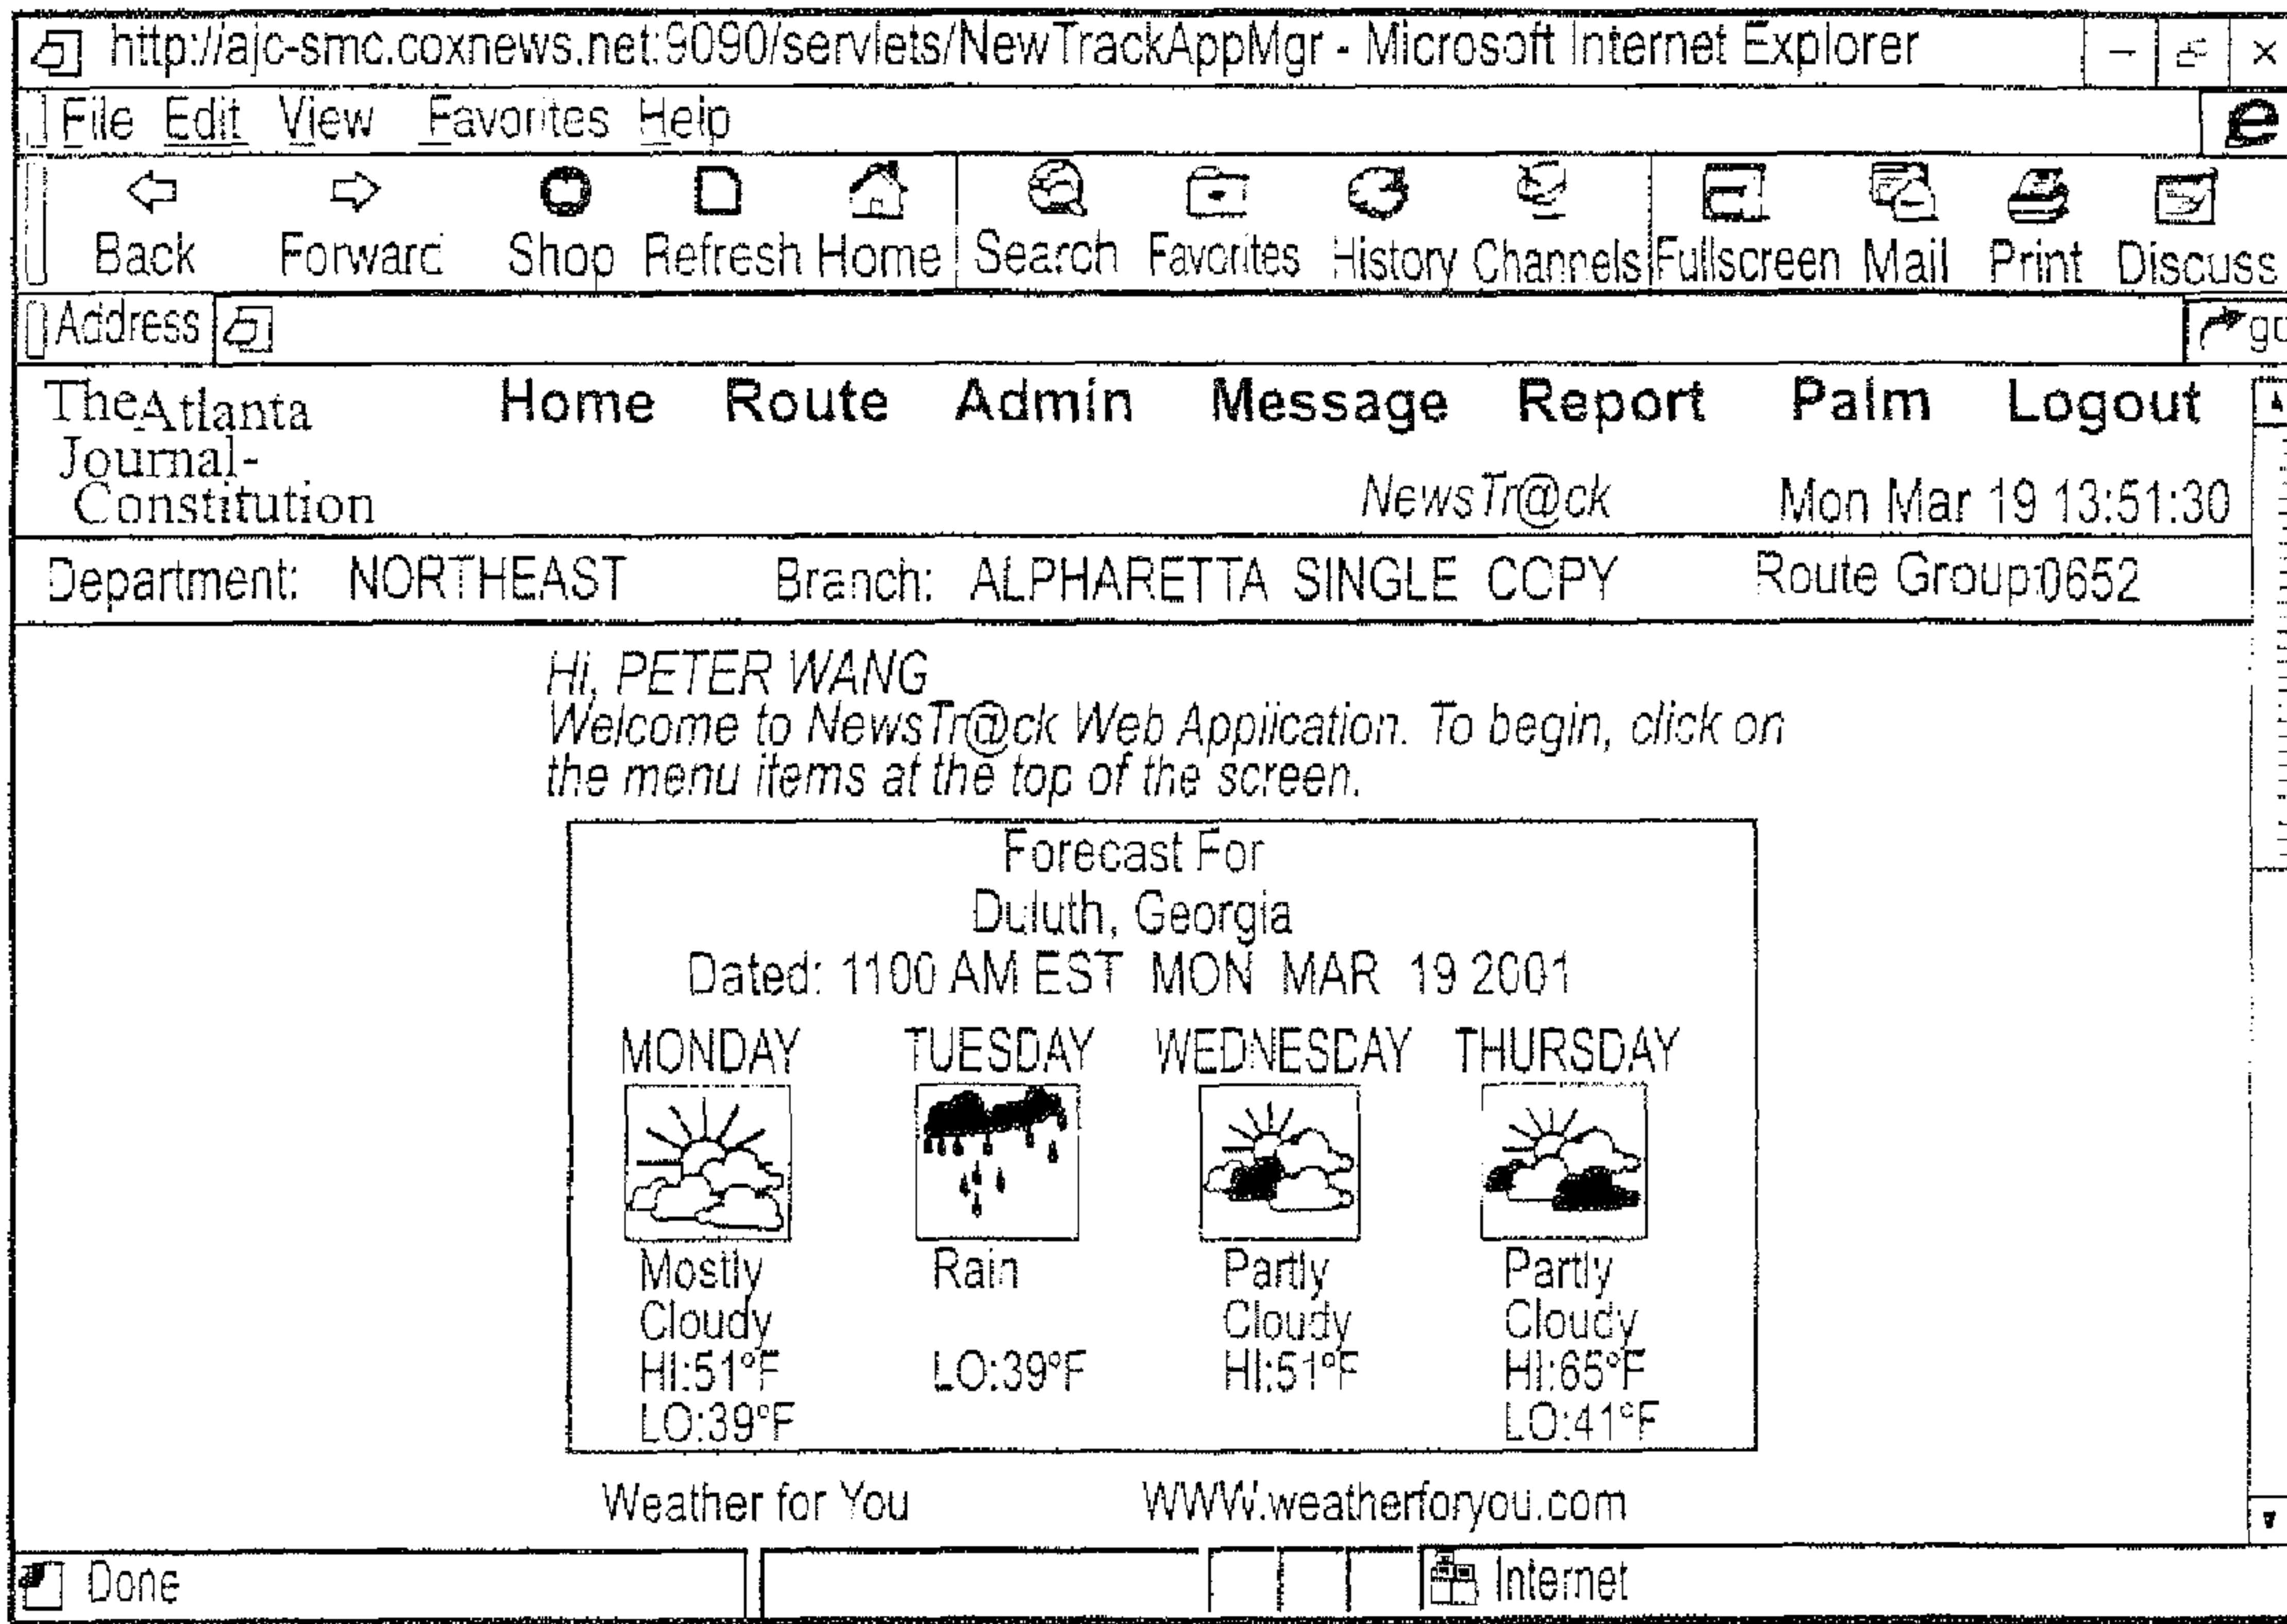 http://ajc-smc.coxnews.net:9090/servlets/NewTrackAppMgr - Microsoft Internet Explorer
File Edit View Favorites Help
Back Forward Shop Refresh Home Search Favorites History Channels Fullscreen Mail Print Discuss
Address go
The Atlanta
Journal-
Constitution
Home Route Admin Message Report Palm Logout
NewsTr@ck Mon Mar 19 13:51:30
Department: NORTHEAST Branch: ALPHARETTA SINGLE COPY Route Group:0652
Hi, PETER WANG
Welcome to NewsTr@ck Web Application. To begin, click on
the menu items at the top of the screen.
Forecast For
Duluth, Georgia
Dated: 1100 AM EST MON MAR 19 2001
MONDAY TUESDAY WEDNESDAY THURSDAY
Mostly Rain Partly Partly
Cloudy Cloudy Cloudy
HI:51°F LO:39°F HI:51°F HI:65°F
LO:39°F LO:41°F
Weather for You WWW.weatherforyou.com
Done Internet